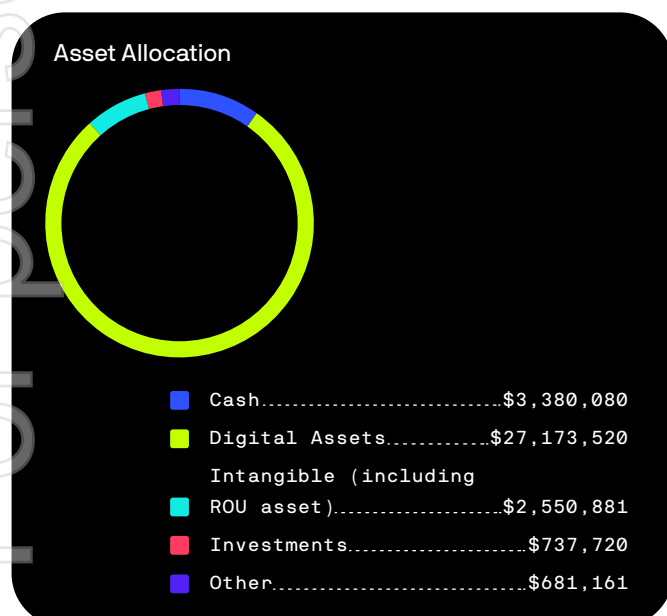 Asset Allocation
Cash $3,380,080
Digital Assets $27,173,520
Intangible (including
ROU asset) $2,550,881
Investments $737,720
Other $681,161